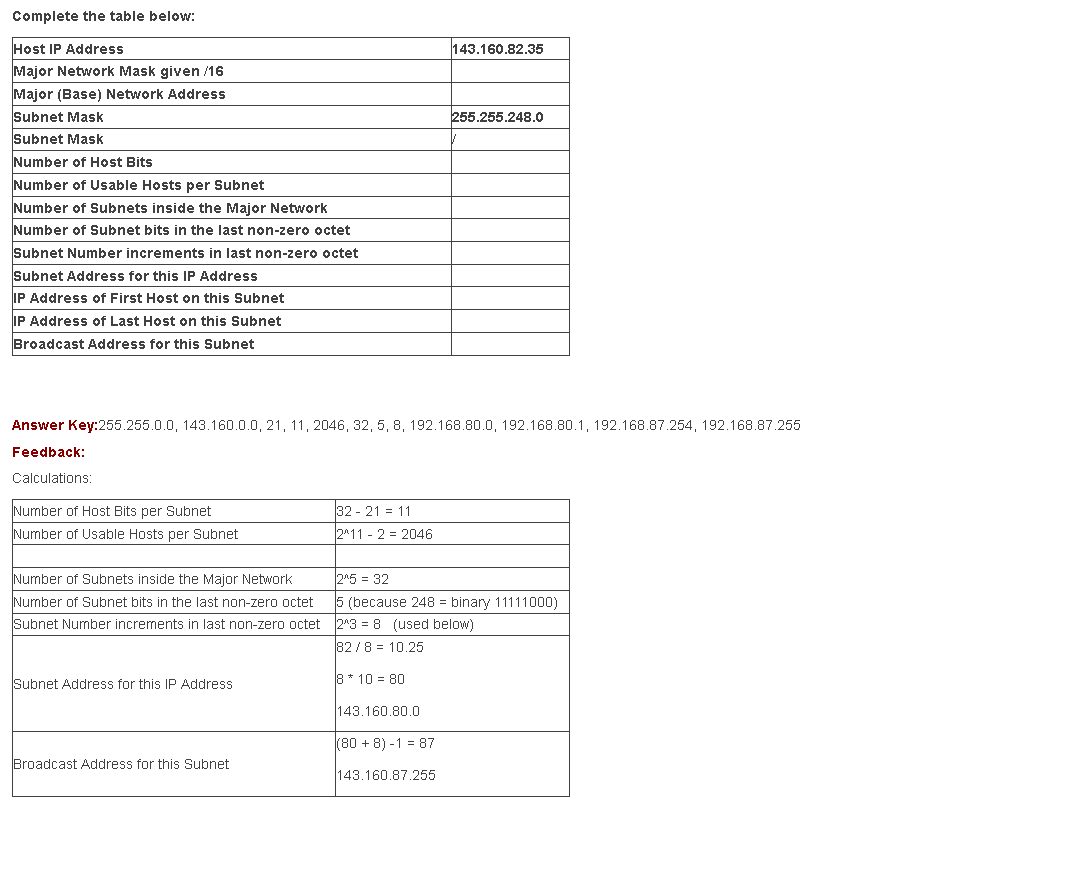 Complete the table below:
Host IP Address 143.160.82.35
Major Network Mask given /16
Major (Base) Network Address
Subnet Mask 255.255.248.0
Subnet Mask /
Number of Host Bits
Number of Usable Hosts per Subnet
Number of Subnets inside the Major Network
Number of Subnet bits in the last non-zero octet
Subnet Number increments in last non-zero octet
Subnet Address for this IP Address
IP Address of First Host on this Subnet
IP Address of Last Host on this Subnet
Broadcast Address for this Subnet
Answer Key:255.255.0.0, 143.160.0.0, 21, 11, 2046, 32, 5, 8, 192.168.80.0, 192.168.80.1, 192.168.87.254, 192.168.87.255
Feedback:
Calculations:
Number of Host Bits per Subnet 32 - 21 = 11
Number of Usable Hosts per Subnet 2^11 - 2 = 2046
Number of Subnets inside the Major Network 2^5 = 32
Number of Subnet bits in the last non-zero octet 5 (because 248 = binary 11111000)
Subnet Number increments in last non-zero octet 2^3 = 8 (used below)
82 / 8 = 10.25
8 * 10 = 80
Subnet Address for this IP Address
143.160.80.0
(80 + 8) -1 = 87
Broadcast Address for this Subnet
143.160.87.255